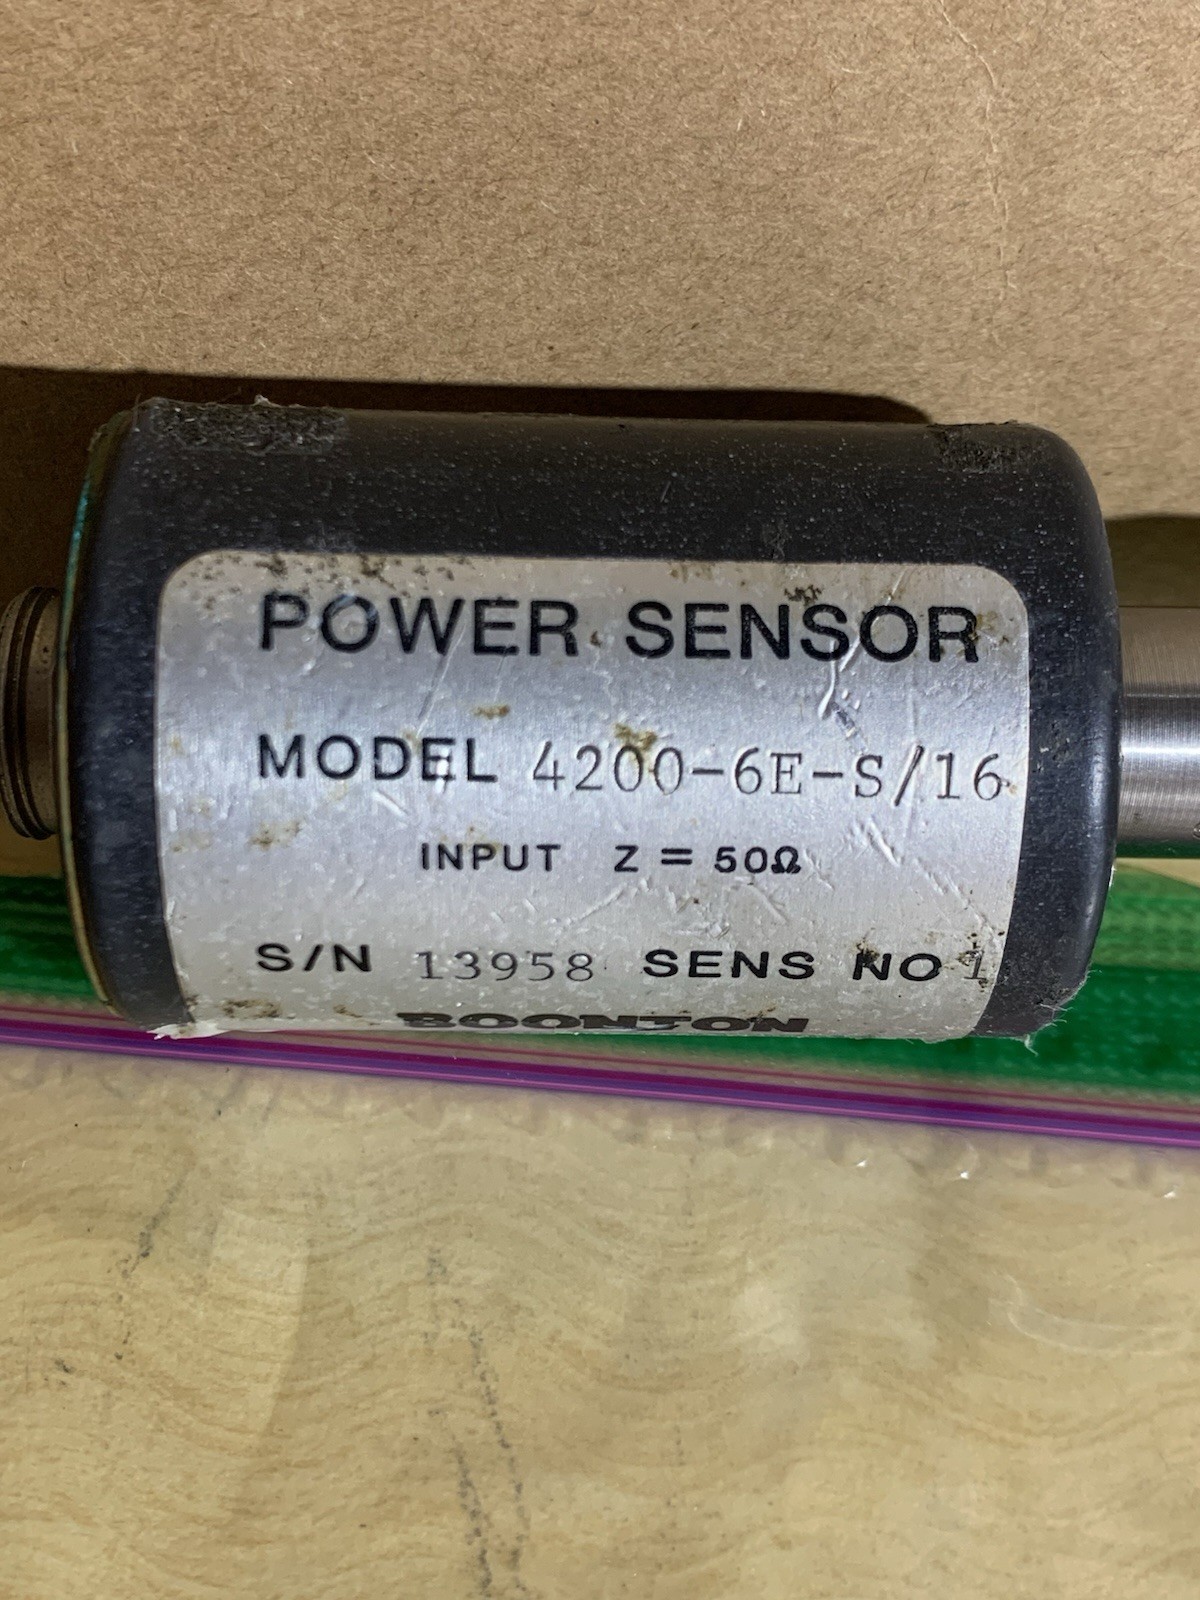 POWER SENSOR
MODEL 4200-6E-S/16
INPUT Z = 50Ω
S/N 13958 SENS NO 1
BOONTON